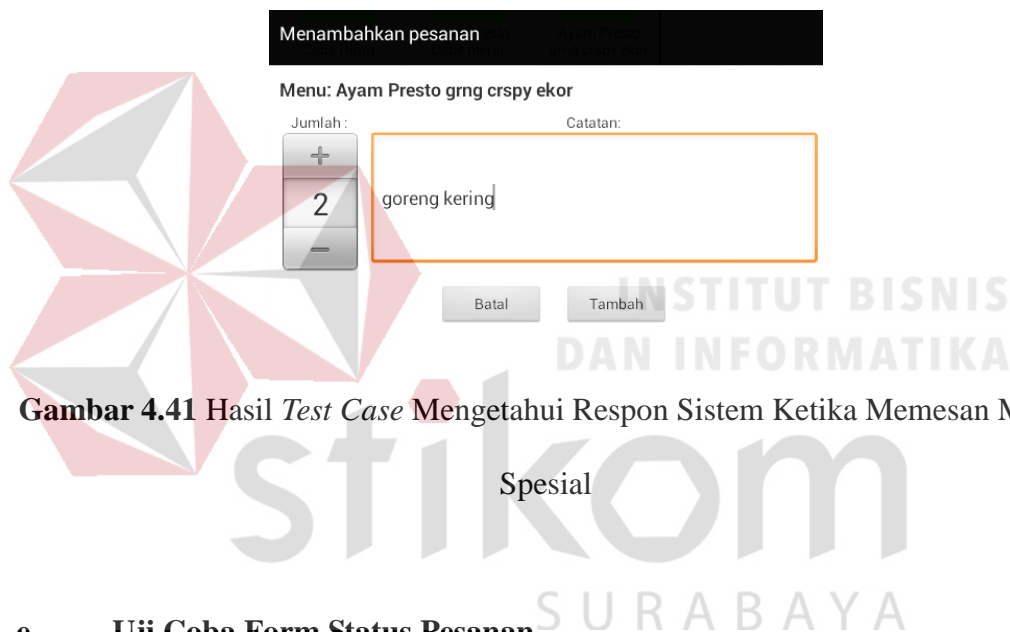 Menambahkan pesanan
Menu: Ayam Presto grng crspy ekor
Jumlah :
Catatan:
+
2
goreng kering
−
Batal
Tambah
INSTITUT BISNIS
DAN INFORMATIKA
Gambar 4.41 Hasil Test Case Mengetahui Respon Sistem Ketika Memesan
Spesial
stikom
SURABAYA
e. Uji Coba Form Status Pesanan